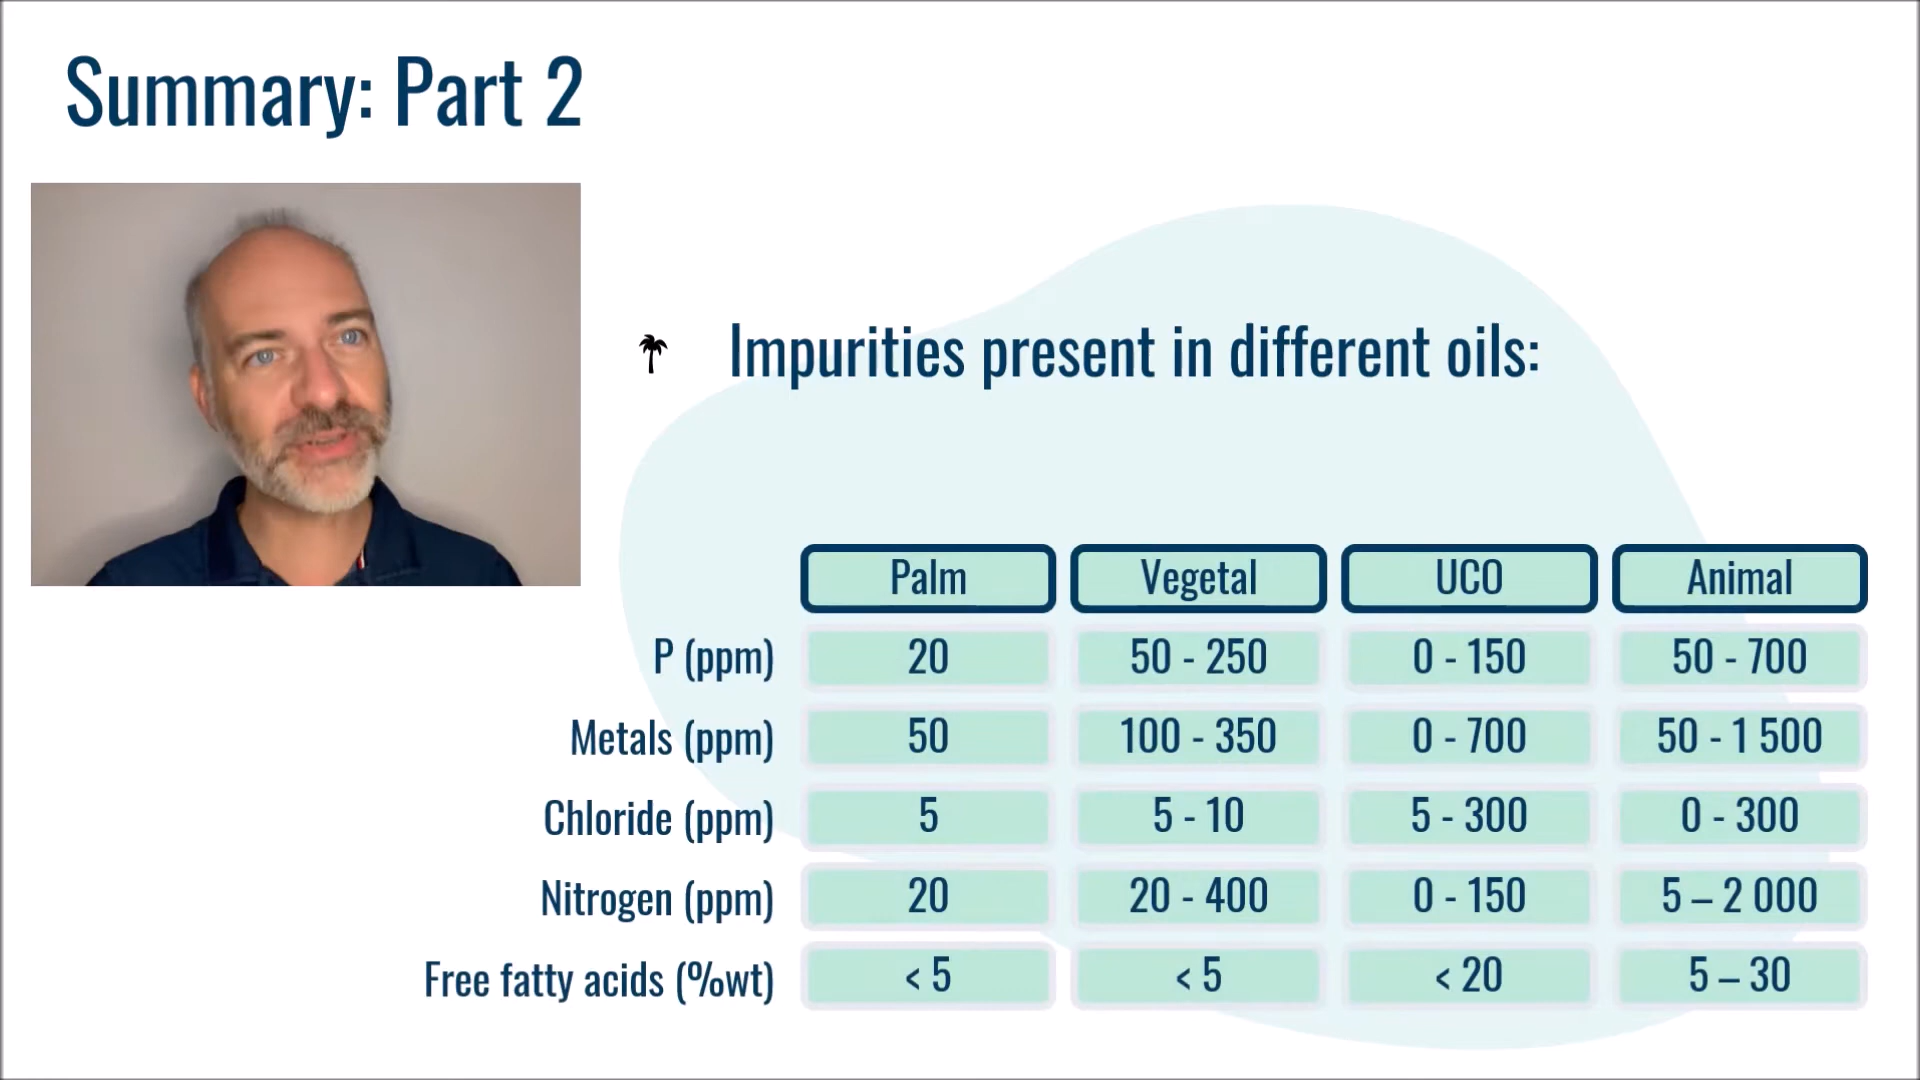 Summary: Part 2
Impurities present in different oils:
Palm Vegetal UCO Animal
P (ppm) 20 50 - 250 0 - 150 50 - 700
Metals (ppm) 50 100 - 350 0 - 700 50 - 1 500
Chloride (ppm) 5 5 - 10 5 - 300 0 - 300
Nitrogen (ppm) 20 20 - 400 0 - 150 5 – 2 000
Free fatty acids (%wt) < 5 < 5 < 20 5 – 30